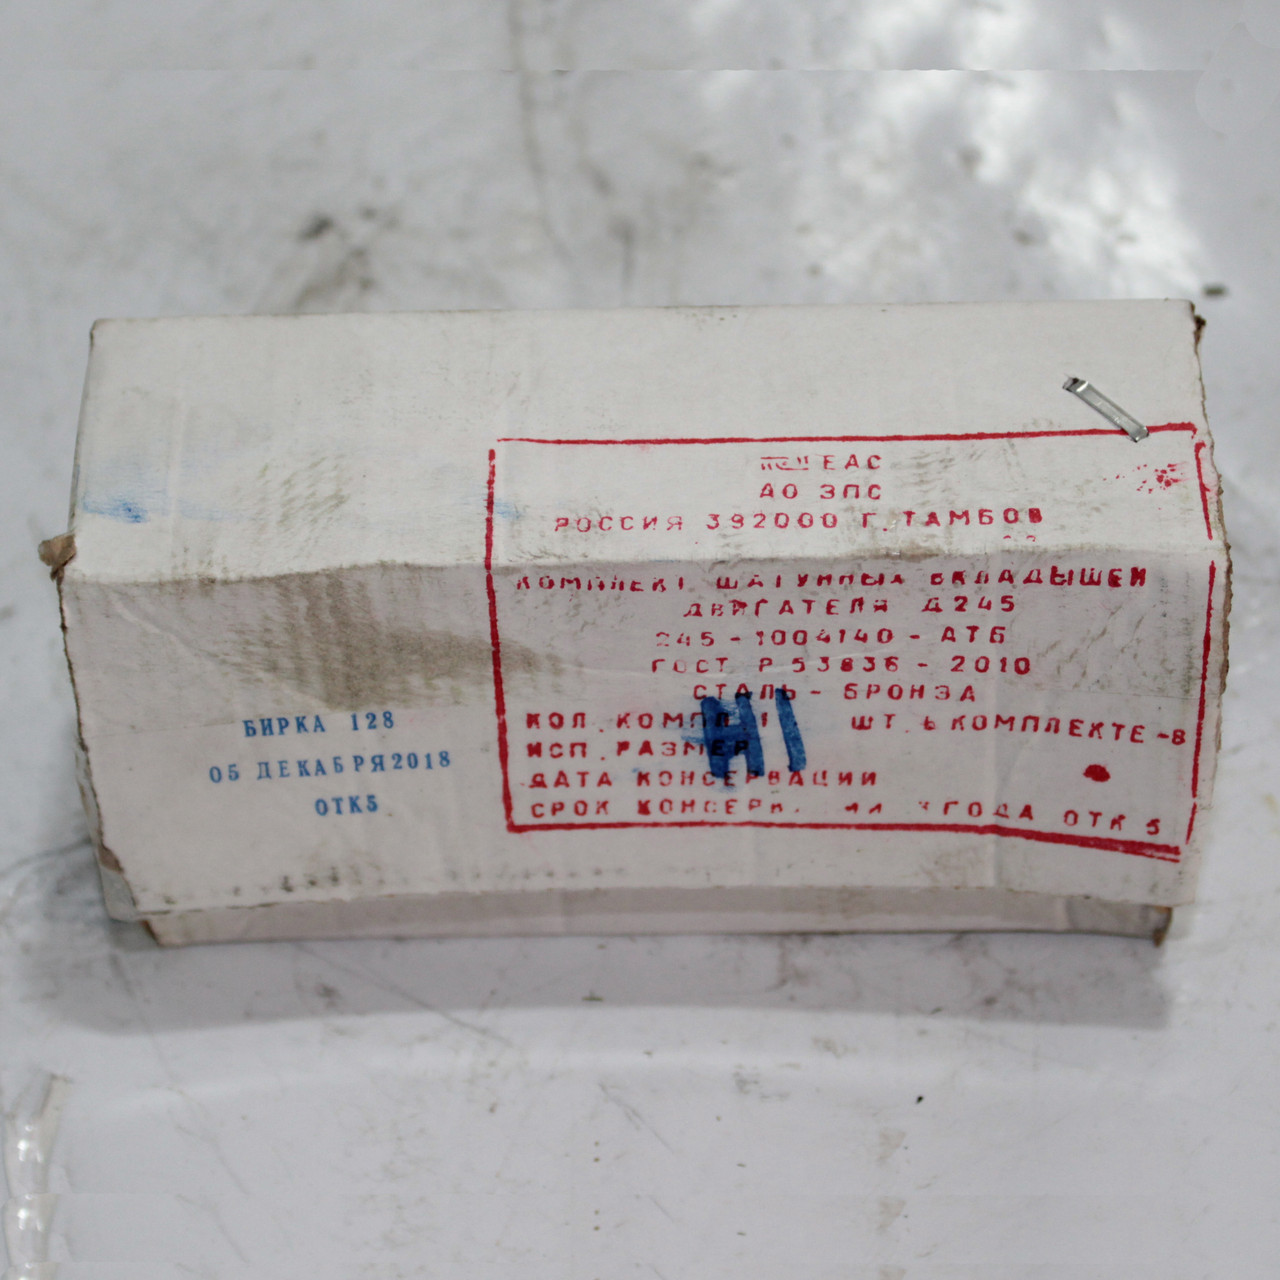 ЕАС
АО ЗПС
РОССИЯ 392000 Г. ТАМБОВ
КОМПЛЕКТ ШАТУННЫХ ВКЛАДЫШЕЙ
ДВИГАТЕЛЯ Д245
245-1004140-АТБ
ГОСТ Р 53836-2010
СТАЛЬ-БРОНЗА
КОЛ. КОМПЛ. 1 ШТ. В КОМПЛЕКТЕ-8
ИСП. РАЗМЕР Н1
ДАТА КОНСЕРВАЦИИ
СРОК ГОДА ОТК 5
БИРКА 128
05 ДЕКАБРЯ2018
ОТК5